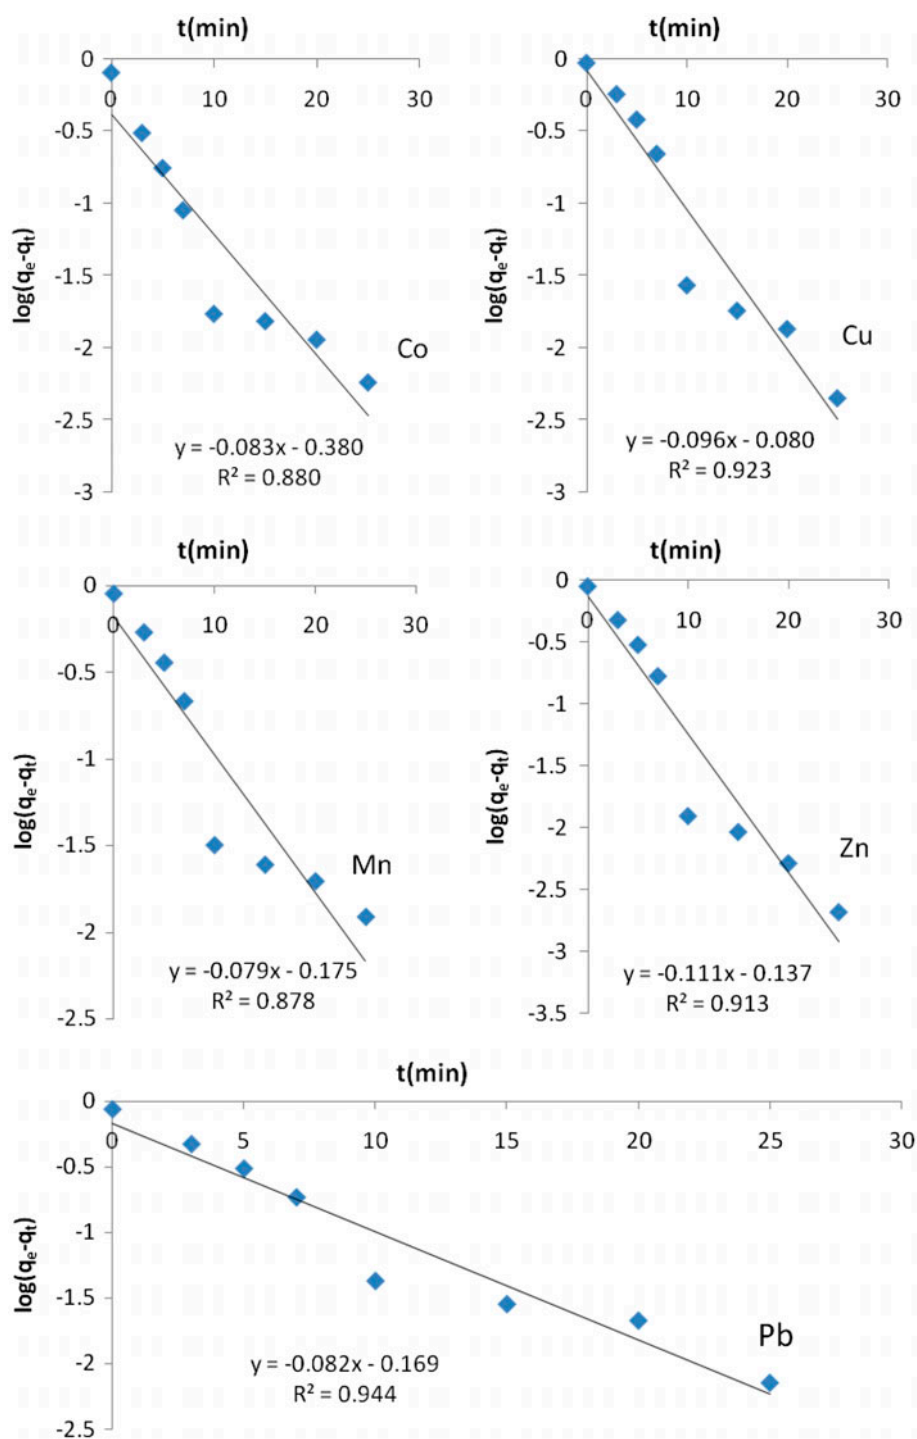 t(min)
0
0
10
20
30
-0.5
-1
-1.5
-2
-2.5
-3
log(qₑ-qₜ)
Co
y = -0.083x - 0.380
R² = 0.880
t(min)
0
0
10
20
30
-0.5
-1
-1.5
-2
-2.5
-3
log(qₑ-qₜ)
Cu
y = -0.096x - 0.080
R² = 0.923
t(min)
0
0
10
20
30
-0.5
-1
-1.5
-2
-2.5
log(qₑ-qₜ)
Mn
y = -0.079x - 0.175
R² = 0.878
t(min)
0
0
10
20
30
-0.5
-1
-1.5
-2
-2.5
-3
-3.5
log(qₑ-qₜ)
Zn
y = -0.111x - 0.137
R² = 0.913
t(min)
0
0
5
10
15
20
25
30
-0.5
-1
-1.5
-2
-2.5
log(qₑ-qₜ)
Pb
y = -0.082x - 0.169
R² = 0.944